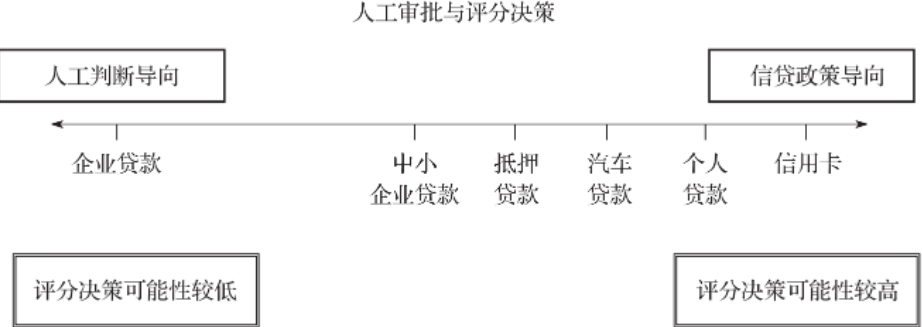 人工审批与评分决策
人工判断导向
信贷政策导向
企业贷款
中小
企业贷款
抵押
贷款
汽车
贷款
个人
贷款
信用卡
评分决策可能性较低
评分决策可能性较高